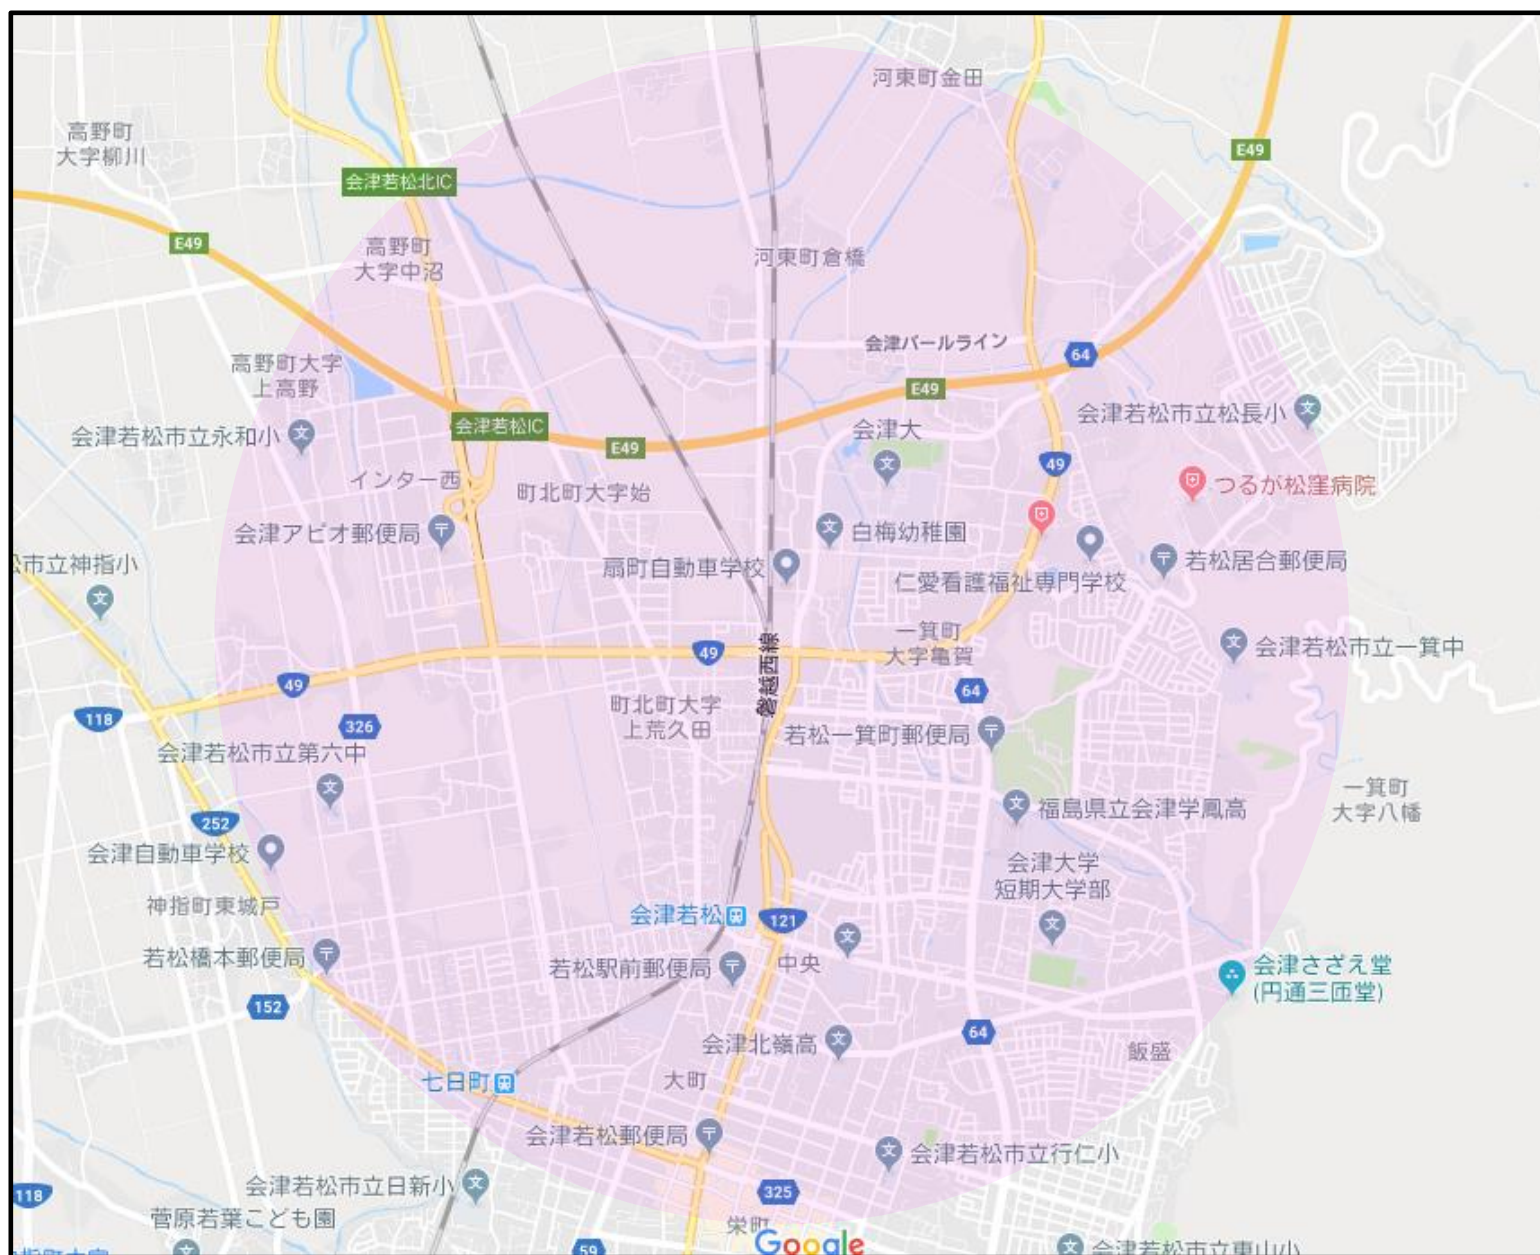 河東町金田
高野町
大字柳川
E49
会津若松北IC
E49
高野町
大字中沼
河東町倉橋
会津パールライン
64
高野町大字
上高野
E49
会津若松市立松長小
会津若松市立永和小
会津若松IC
E49
会津大
49
インター西
町北町大字始
つるが松窪病院
会津アピオ郵便局
白梅幼稚園
松市立神指小
扇町自動車学校
仁愛看護福祉専門学校
若松居合郵便局
一箕町
大字亀賀
会津若松市立一箕中
49
磐越西線
49
64
118
326
町北町大字
上荒久田
若松一箕町郵便局
会津若松市立第六中
一箕町
大字八幡
福島県立会津学鳳高
252
会津自動車学校
会津大学
短期大学部
神指町東城戸
会津若松
121
若松橋本郵便局
若松駅前郵便局
中央
会津さざえ堂
(円通三匝堂)
152
会津北嶺高
64
飯盛
七日町
大町
会津若松郵便局
会津若松市立行仁小
118
会津若松市立日新小
325
菅原若葉こども園
栄町
Google
59
会津若松市立東山小